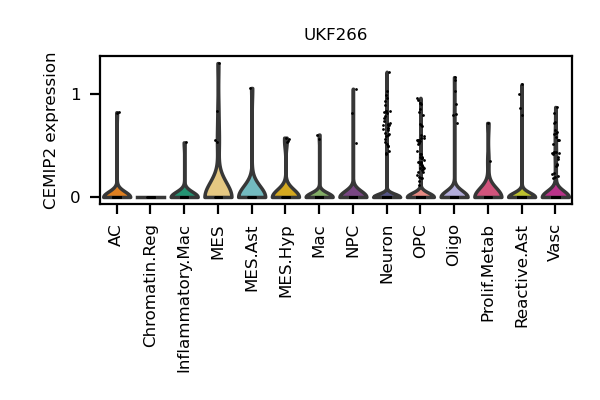 UKF266
CEMIP2 expression
1
0
AC
Chromatin.Reg
Inflammatory.Mac
MES
MES.Ast
MES.Hyp
Mac
NPC
Neuron
OPC
Oligo
Prolif.Metab
Reactive.Ast
Vasc